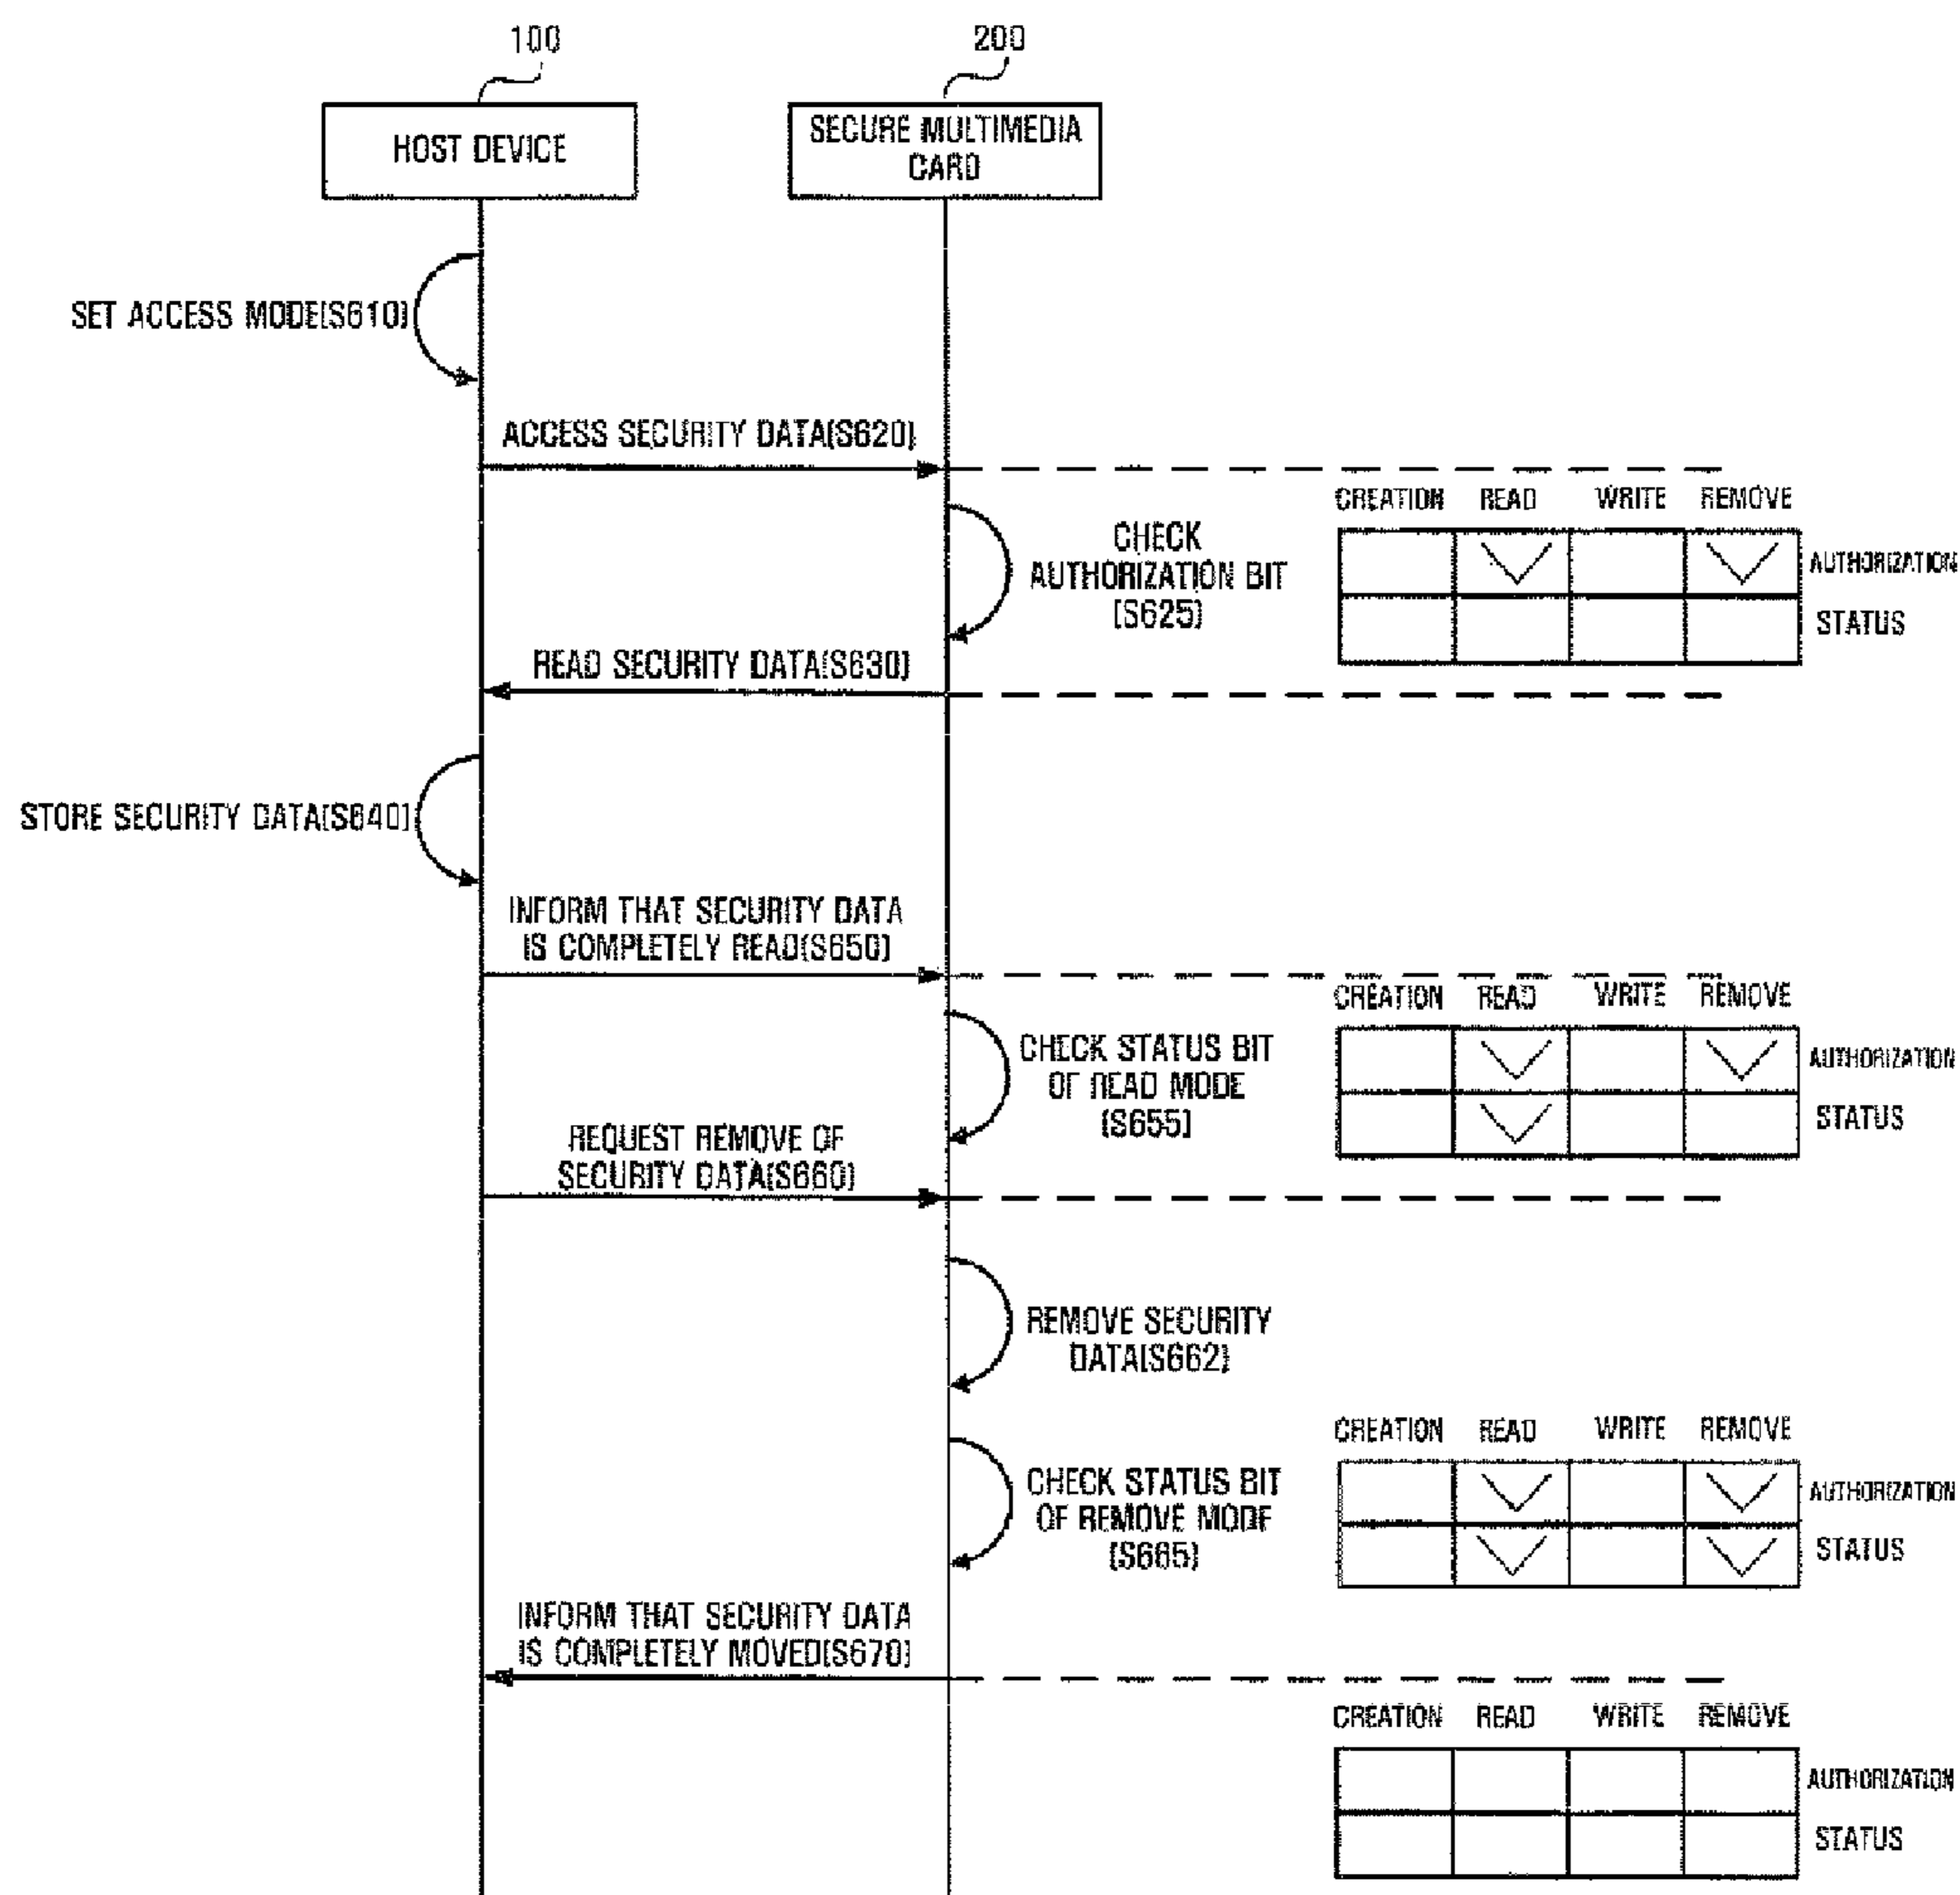 100
200
HOST DEVICE
SECURE MULTIMEDIA
CARD
SET ACCESS MODE(S610)
ACCESS SECURITY DATA(S620)
CREATION READ WRITE REMOVE
CHECK
AUTHORIZATION BIT
(S625)
AUTHORIZATION
STATUS
READ SECURITY DATA(S630)
STORE SECURITY DATA(S640)
INFORM THAT SECURITY DATA
IS COMPLETELY READ(S650)
CREATION READ WRITE REMOVE
CHECK STATUS BIT
OF READ MODE
(S655)
AUTHORIZATION
STATUS
REQUEST REMOVE OF
SECURITY DATA(S660)
REMOVE SECURITY
DATA(S662)
CREATION READ WRITE REMOVE
CHECK STATUS BIT
OF REMOVE MODE
(S665)
AUTHORIZATION
STATUS
INFORM THAT SECURITY DATA
IS COMPLETELY MOVED(S670)
CREATION READ WRITE REMOVE
AUTHORIZATION
STATUS